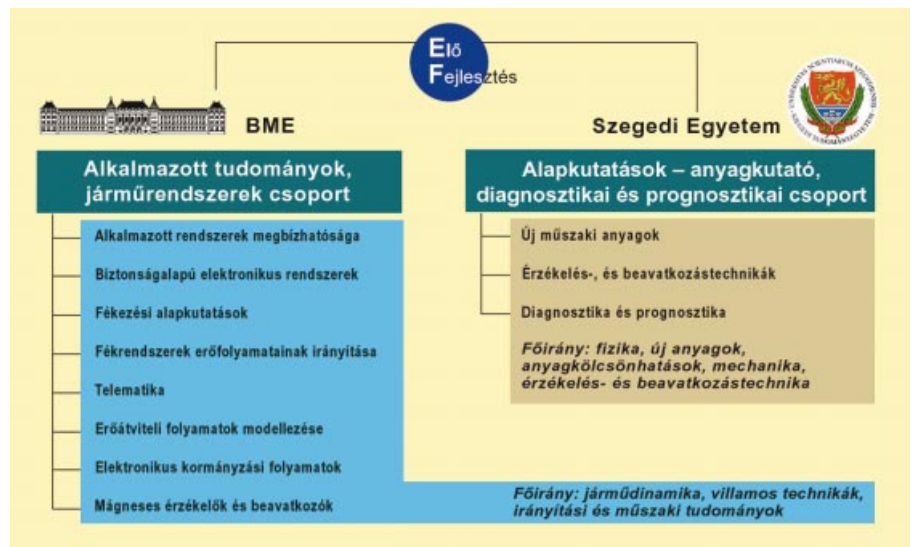 Elő
Fejlesztés
BME
Szegedi Egyetem
Alkalmazott tudományok,
járműrendszerek csoport
Alkalmazott rendszerek megbízhatósága
Biztonságalapú elektronikus rendszerek
Fékezési alapkutatások
Fékrendszerek erőfolyamatainak irányítása
Telematika
Erőátviteli folyamatok modellezése
Elektronikus kormányzási folyamatok
Mágneses érzékelők és beavatkozók
Alapkutatások – anyagkutató,
diagnosztikai és prognosztikai csoport
Új műszaki anyagok
Érzékelés-, és beavatkozástechnikák
Diagnosztika és prognosztika
Főirány: fizika, új anyagok,
anyagkölcsönhatások, mechanika,
érzékelés- és beavatkozástechnika
Főirány: járműdinamika, villamos technikák,
irányítási és műszaki tudományok